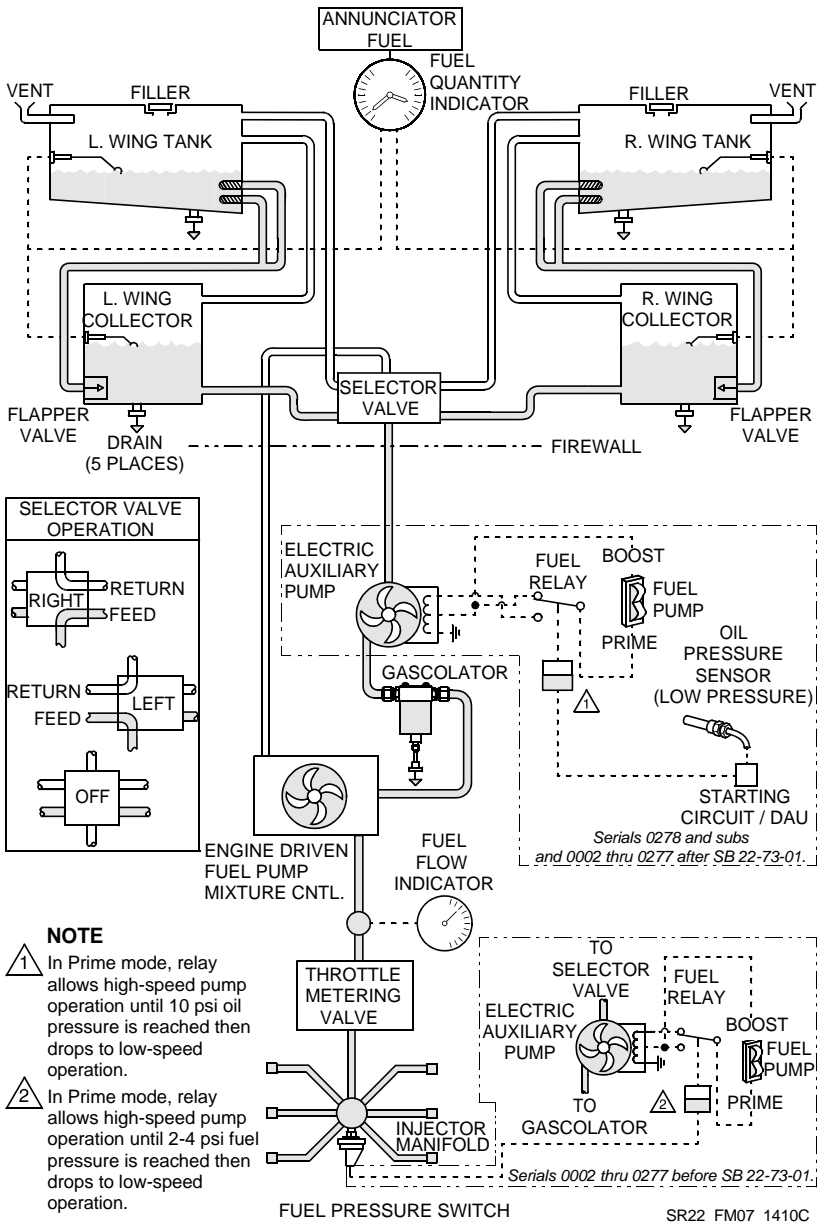 ANNUNCIATOR
FUEL
FUEL
QUANTITY
INDICATOR
VENT
FILLER
L. WING TANK
FILLER
VENT
R. WING TANK
L. WING
COLLECTOR
R. WING
COLLECTOR
SELECTOR
VALVE
FLAPPER
VALVE
DRAIN
(5 PLACES)
FLAPPER
VALVE
FIREWALL
SELECTOR VALVE
OPERATION
RIGHT
RETURN
FEED
RETURN
FEED
LEFT
OFF
ELECTRIC
AUXILIARY
PUMP
FUEL
RELAY
BOOST
FUEL
PUMP
PRIME
OIL
PRESSURE
SENSOR
(LOW PRESSURE)
1
GASCOLATOR
STARTING
CIRCUIT / DAU
Serials 0278 and subs
and 0002 thru 0277 after SB 22-73-01.
ENGINE DRIVEN
FUEL PUMP
MIXTURE CNTL.
FUEL
FLOW
INDICATOR
THROTTLE
METERING
VALVE
INJECTOR
MANIFOLD
FUEL PRESSURE SWITCH
TO
SELECTOR
VALVE
ELECTRIC
AUXILIARY
PUMP
TO
GASCOLATOR
FUEL
RELAY
BOOST
FUEL
PUMP
PRIME
2
Serials 0002 thru 0277 before SB 22-73-01.
NOTE
1 In Prime mode, relay
allows high-speed pump
operation until 10 psi oil
pressure is reached then
drops to low-speed
operation.
2 In Prime mode, relay
allows high-speed pump
operation until 2-4 psi fuel
pressure is reached then
drops to low-speed
operation.
SR22_FM07_1410C